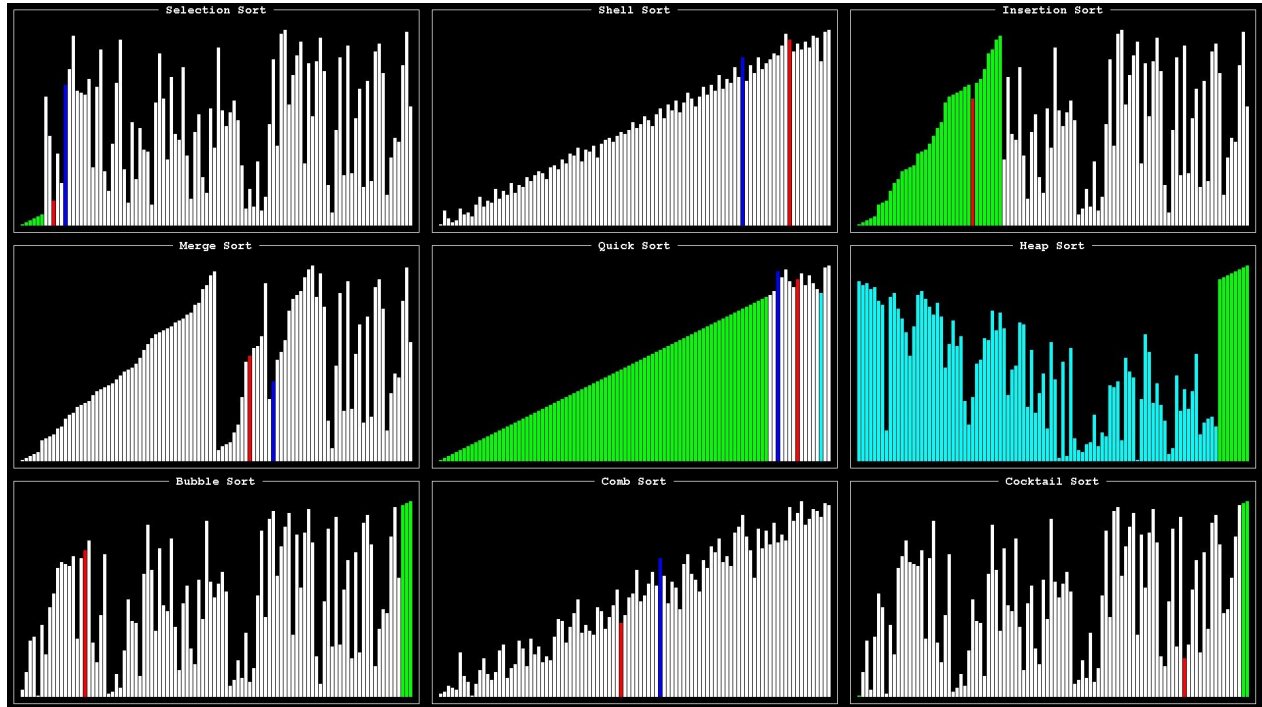 Selection Sort
Shell Sort
Insertion Sort
Merge Sort
Quick Sort
Heap Sort
Bubble Sort
Comb Sort
Cocktail Sort